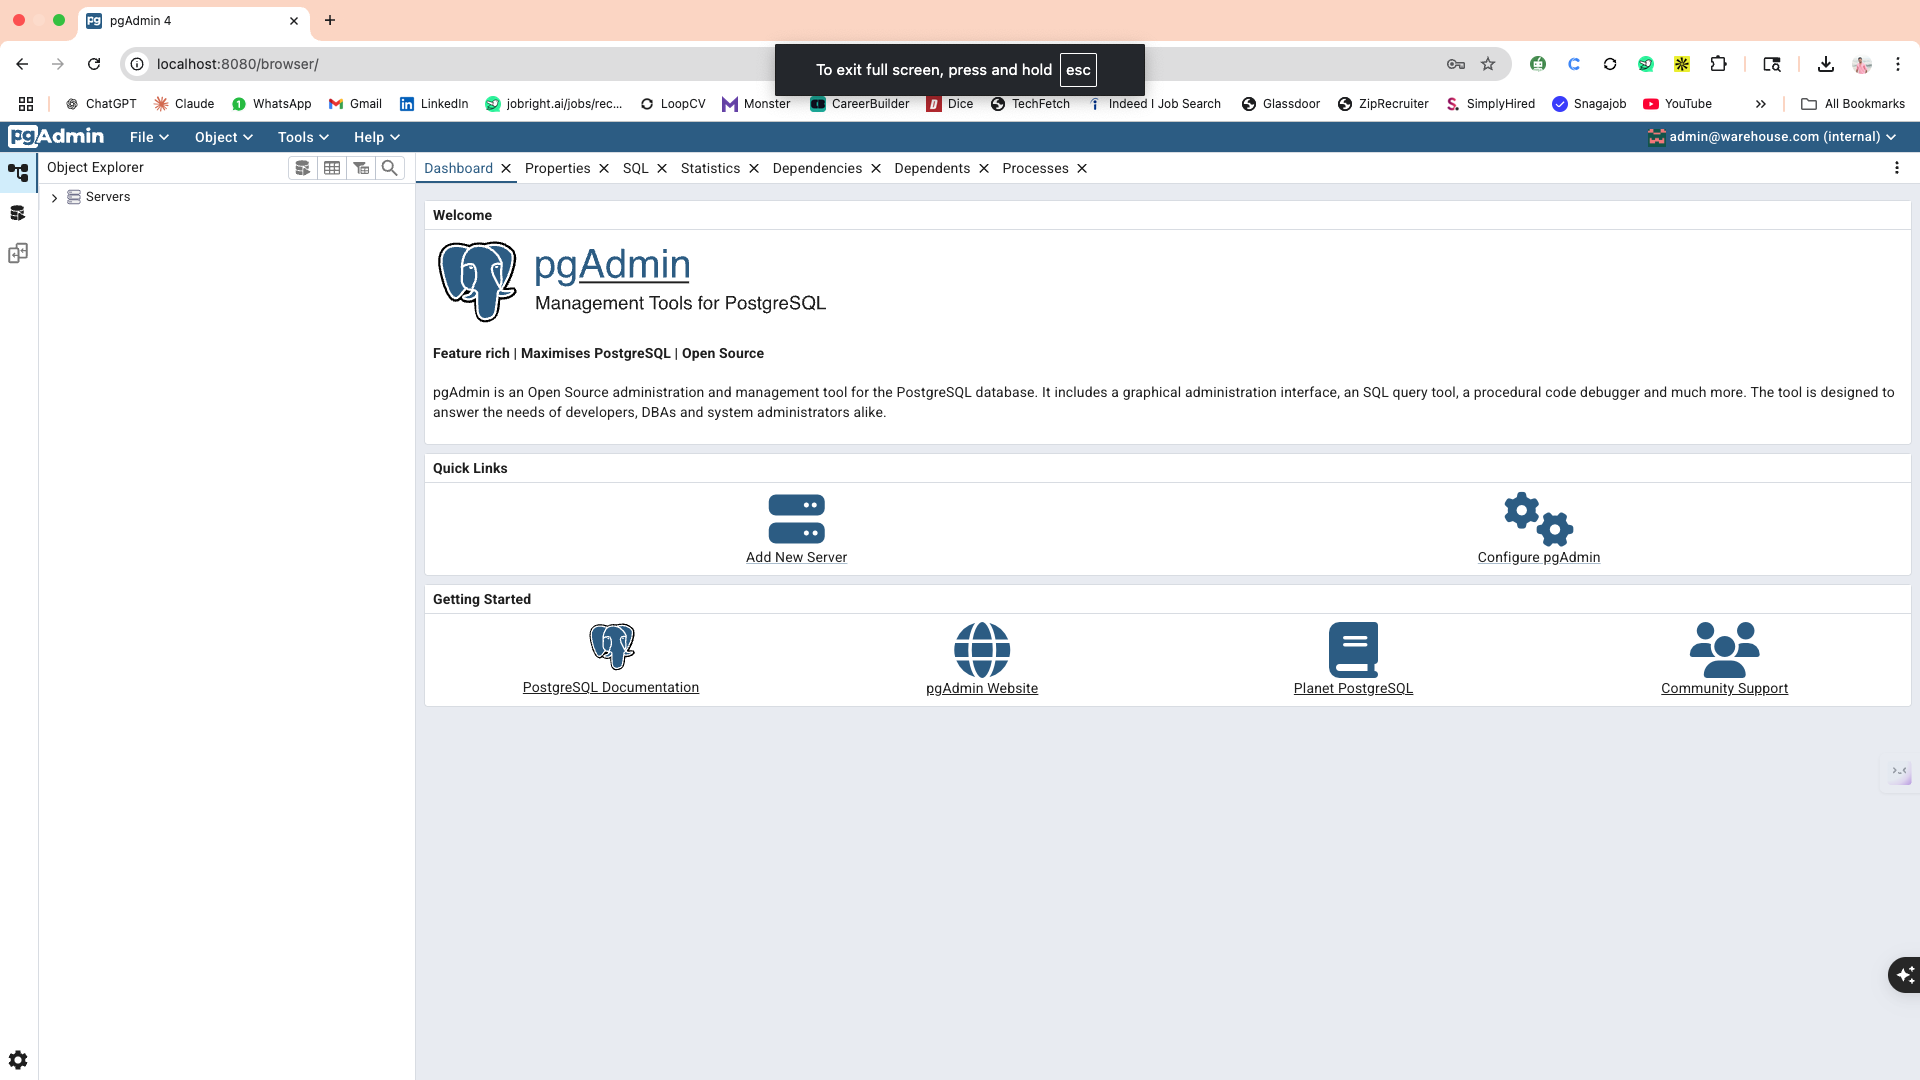 pgAdmin 4
localhost:8080/browser/
To exit full screen, press and hold esc
ChatGPT Claude WhatsApp Gmail LinkedIn jobright.ai/jobs/rec... LoopCV Monster CareerBuilder Dice TechFetch Indeed I Job Search Glassdoor ZipRecruiter SimplyHired Snagajob YouTube All Bookmarks
pgAdmin File Object Tools Help admin@warehouse.com (internal)
Object Explorer
Servers
Dashboard Properties SQL Statistics Dependencies Dependents Processes
Welcome
pgAdmin
Management Tools for PostgreSQL
Feature rich | Maximises PostgreSQL | Open Source
pgAdmin is an Open Source administration and management tool for the PostgreSQL database. It includes a graphical administration interface, an SQL query tool, a procedural code debugger and much more. The tool is designed to
answer the needs of developers, DBAs and system administrators alike.
Quick Links
Add New Server Configure pgAdmin
Getting Started
PostgreSQL Documentation pgAdmin Website Planet PostgreSQL Community Support